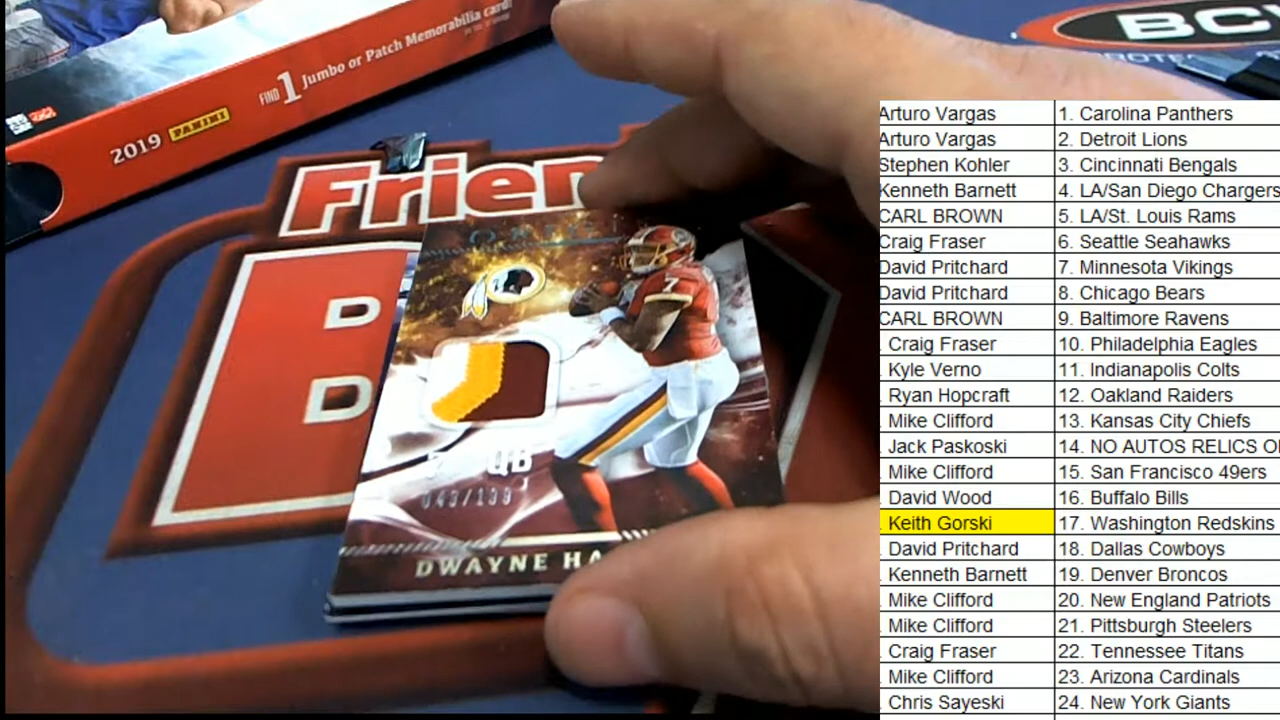 FIND 1 Jumbo or Patch Memorabilia card!
2019 PANINI
Frien
D
D
BC
ORIGI
7
QB
043/199
DWAYNE HA
Arturo Vargas 1. Carolina Panthers
Arturo Vargas 2. Detroit Lions
Stephen Kohler 3. Cincinnati Bengals
Kenneth Barnett 4. LA/San Diego Chargers
CARL BROWN 5. LA/St. Louis Rams
Craig Fraser 6. Seattle Seahawks
David Pritchard 7. Minnesota Vikings
David Pritchard 8. Chicago Bears
CARL BROWN 9. Baltimore Ravens
. Craig Fraser 10. Philadelphia Eagles
. Kyle Verno 11. Indianapolis Colts
. Ryan Hopcraft 12. Oakland Raiders
. Mike Clifford 13. Kansas City Chiefs
. Jack Paskoski 14. NO AUTOS RELICS O
. Mike Clifford 15. San Francisco 49ers
. David Wood 16. Buffalo Bills
. Keith Gorski 17. Washington Redskins
. David Pritchard 18. Dallas Cowboys
. Kenneth Barnett 19. Denver Broncos
. Mike Clifford 20. New England Patriots
. Mike Clifford 21. Pittsburgh Steelers
. Craig Fraser 22. Tennessee Titans
. Mike Clifford 23. Arizona Cardinals
. Chris Sayeski 24. New York Giants